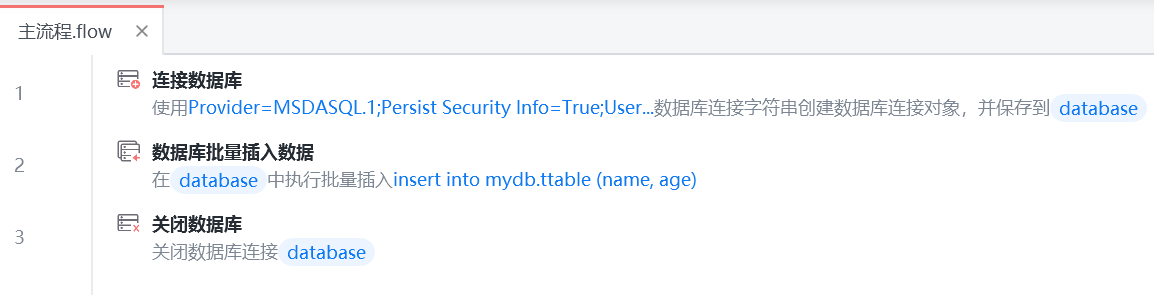 主流程.flow
1
连接数据库
使用Provider=MSDASQL.1;Persist Security Info=True;User...数据库连接字符串创建数据库连接对象，并保存到 database
2
数据库批量插入数据
在 database 中执行批量插入insert into mydb.ttable (name, age)
3
关闭数据库
关闭数据库连接 database